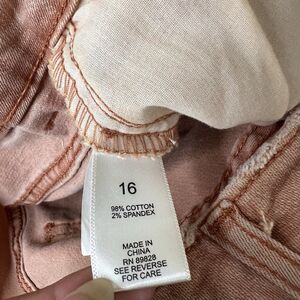 16
98% COTTON
2% SPANDEX
MADE IN
CHINA
RN 89828
SEE REVERSE
FOR CARE